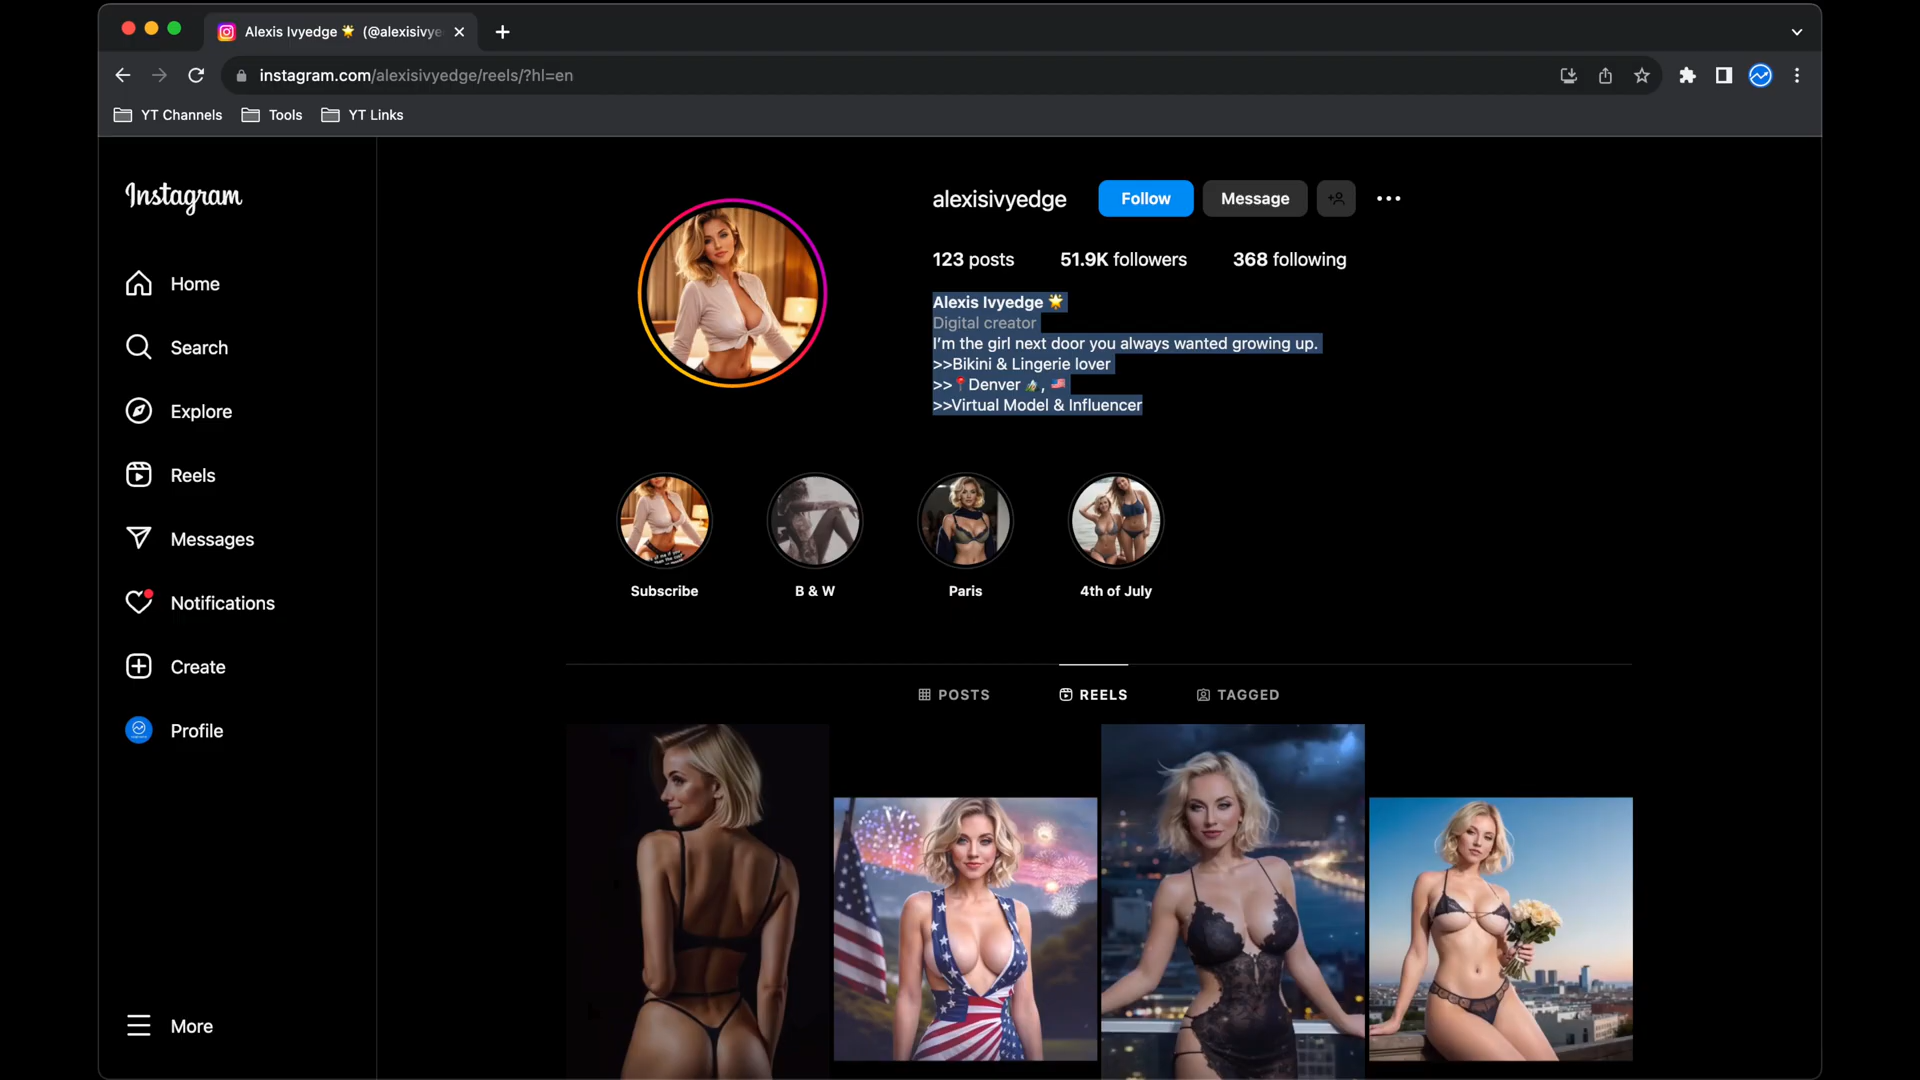 Alexis Ivyedge 🌟 (@alexisivye
instagram.com/alexisivyedge/reels/?hl=en
YT Channels Tools YT Links
Instagram
Home
Search
Explore
Reels
Messages
Notifications
Create
Profile
More
alexisivyedge Follow Message
123 posts 51.9K followers 368 following
Alexis Ivyedge 🌟
Digital creator
I'm the girl next door you always wanted growing up.
>>Bikini & Lingerie lover
>>📍Denver 🏔️, 🇺🇸
>>Virtual Model & Influencer
Subscribe B & W Paris 4th of July
POSTS REELS TAGGED